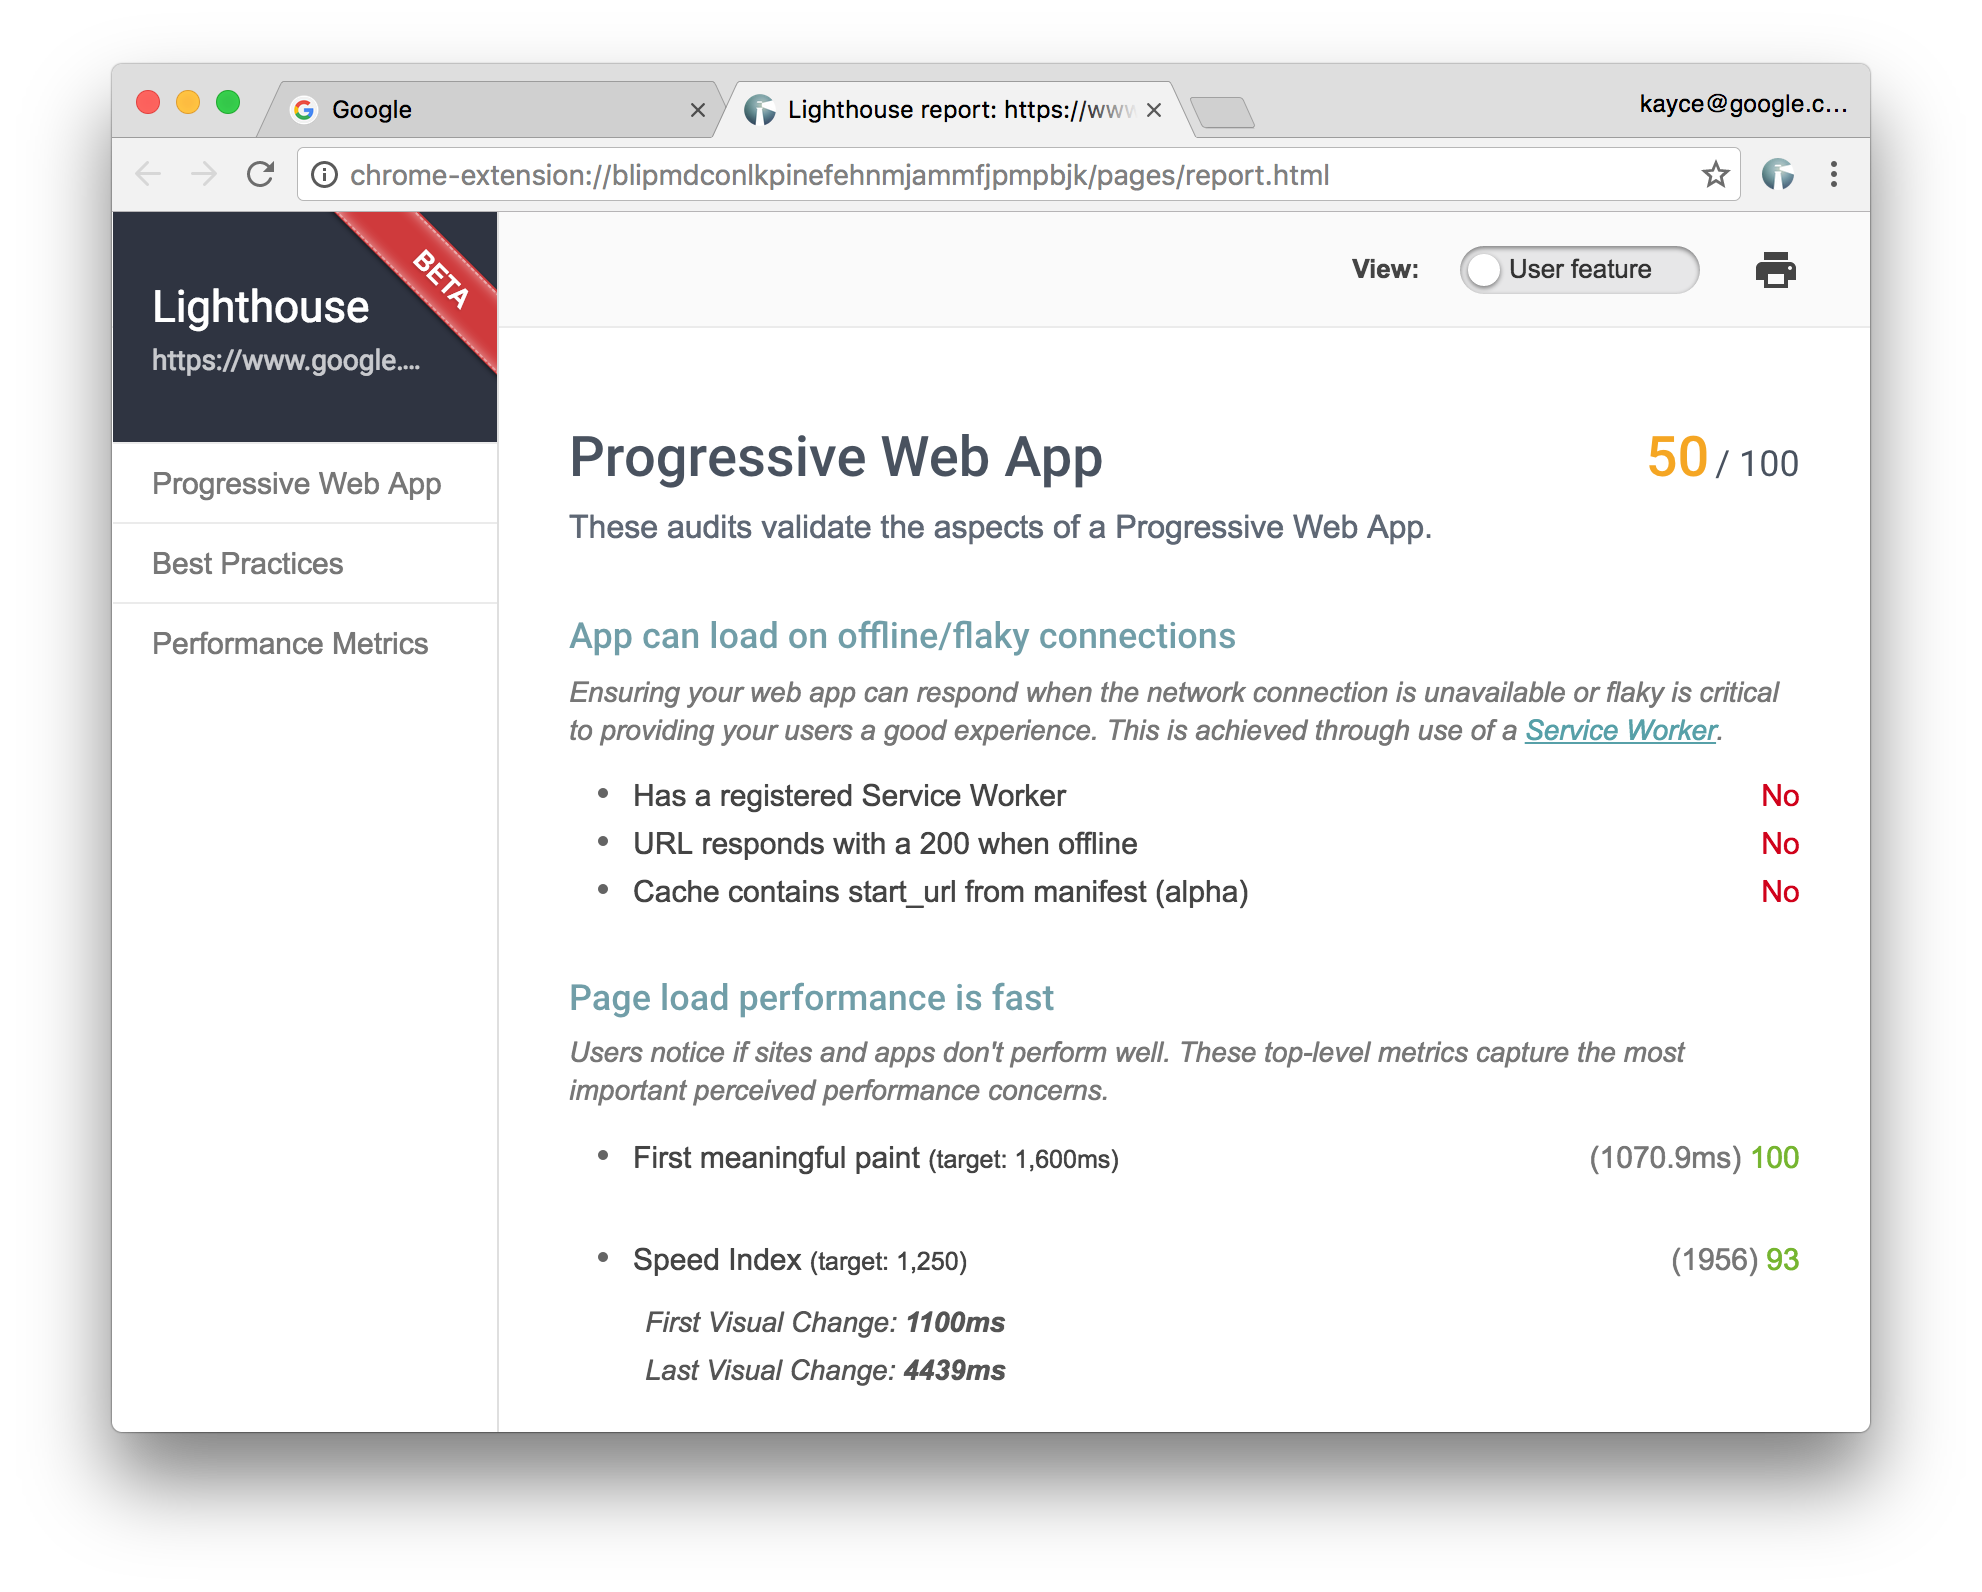 Google
Lighthouse report: https://www
kayce@google.c...
chrome-extension://blipmdconlkpinefehnmjammfjpmpbjk/pages/report.html
BETA
Lighthouse
https://www.google....
View: User feature
Progressive Web App
Best Practices
Performance Metrics
Progressive Web App 50 / 100
These audits validate the aspects of a Progressive Web App.
App can load on offline/flaky connections
Ensuring your web app can respond when the network connection is unavailable or flaky is critical
to providing your users a good experience. This is achieved through use of a Service Worker.
• Has a registered Service Worker No
• URL responds with a 200 when offline No
• Cache contains start_url from manifest (alpha) No
Page load performance is fast
Users notice if sites and apps don't perform well. These top-level metrics capture the most
important perceived performance concerns.
• First meaningful paint (target: 1,600ms) (1070.9ms) 100
• Speed Index (target: 1,250) (1956) 93
First Visual Change: 1100ms
Last Visual Change: 4439ms